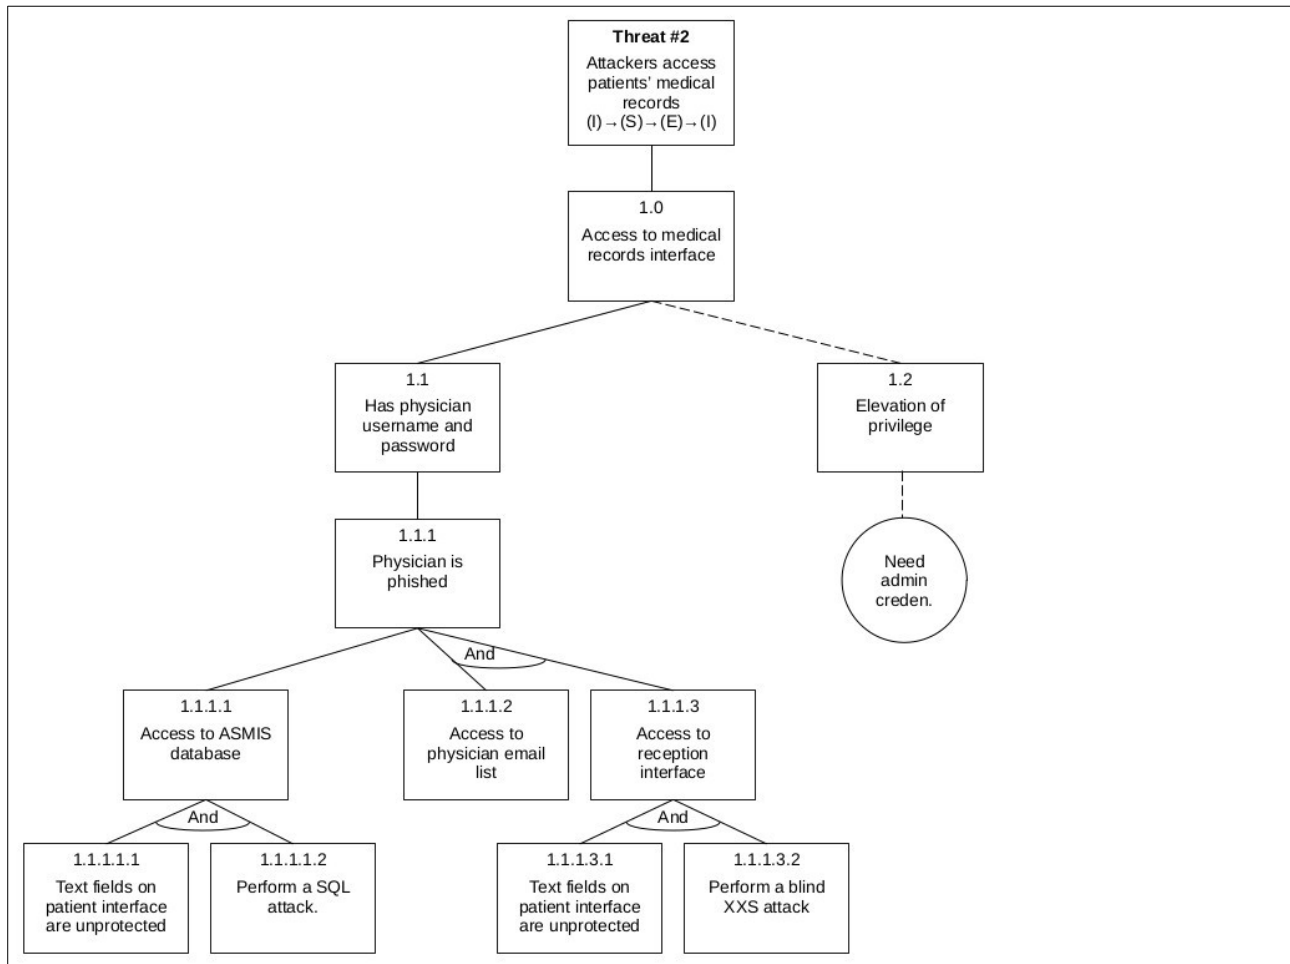 Threat #2
Attackers access
patients' medical
records
(I)→(S)→(E)→(I)
1.0
Access to medical
records interface
1.1
Has physician
username and
password
1.2
Elevation of
privilege
1.1.1
Physician is
phished
Need
admin
creden.
And
1.1.1.1
Access to ASMIS
database
1.1.1.2
Access to
physician email
list
1.1.1.3
Access to
reception
interface
And
And
1.1.1.1.1
Text fields on
patient interface
are unprotected
1.1.1.1.2
Perform a SQL
attack.
1.1.1.3.1
Text fields on
patient interface
are unprotected
1.1.1.3.2
Perform a blind
XXS attack